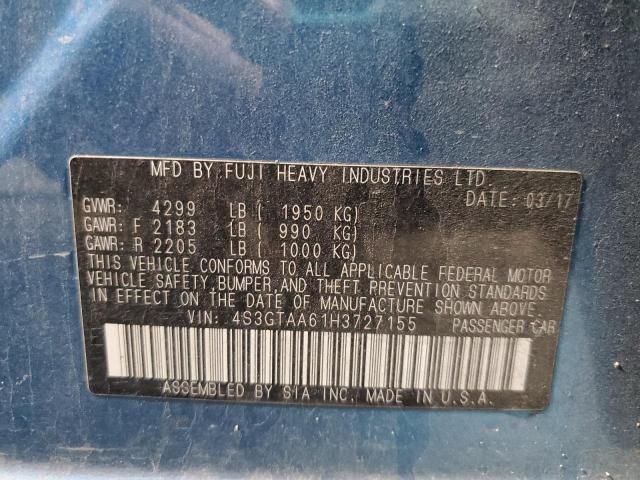 MFD BY FUJI HEAVY INDUSTRIES LTD.
DATE: 03/17
GVWR: 4299 LB ( 1950 KG)
GAWR: F 2183 LB ( 990 KG)
GAWR: R 2205 LB ( 1000 KG)
THIS VEHICLE CONFORMS TO ALL APPLICABLE FEDERAL MOTOR
VEHICLE SAFETY, BUMPER, AND THEFT PREVENTION STANDARDS
IN EFFECT ON THE DATE OF MANUFACTURE SHOWN ABOVE.
VIN: 4S3GTAA61H3727155 PASSENGER CAR
ASSEMBLED BY SIA INC. MADE IN U.S.A.